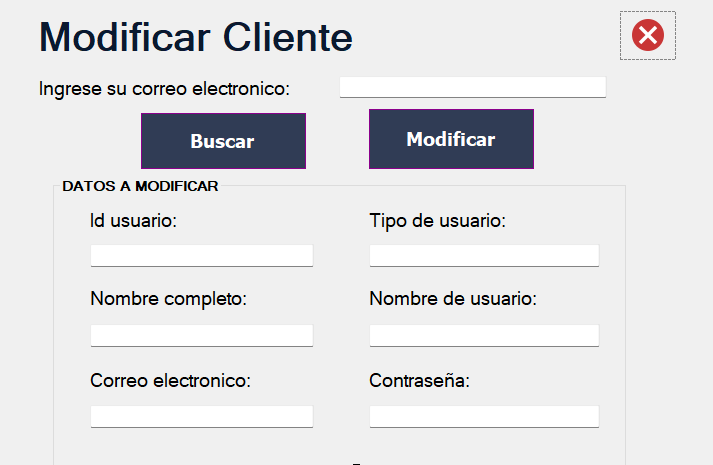 Modificar Cliente
Ingrese su correo electronico:
Buscar
Modificar
DATOS A MODIFICAR
Id usuario:
Tipo de usuario:
Nombre completo:
Nombre de usuario:
Correo electronico:
Contraseña: